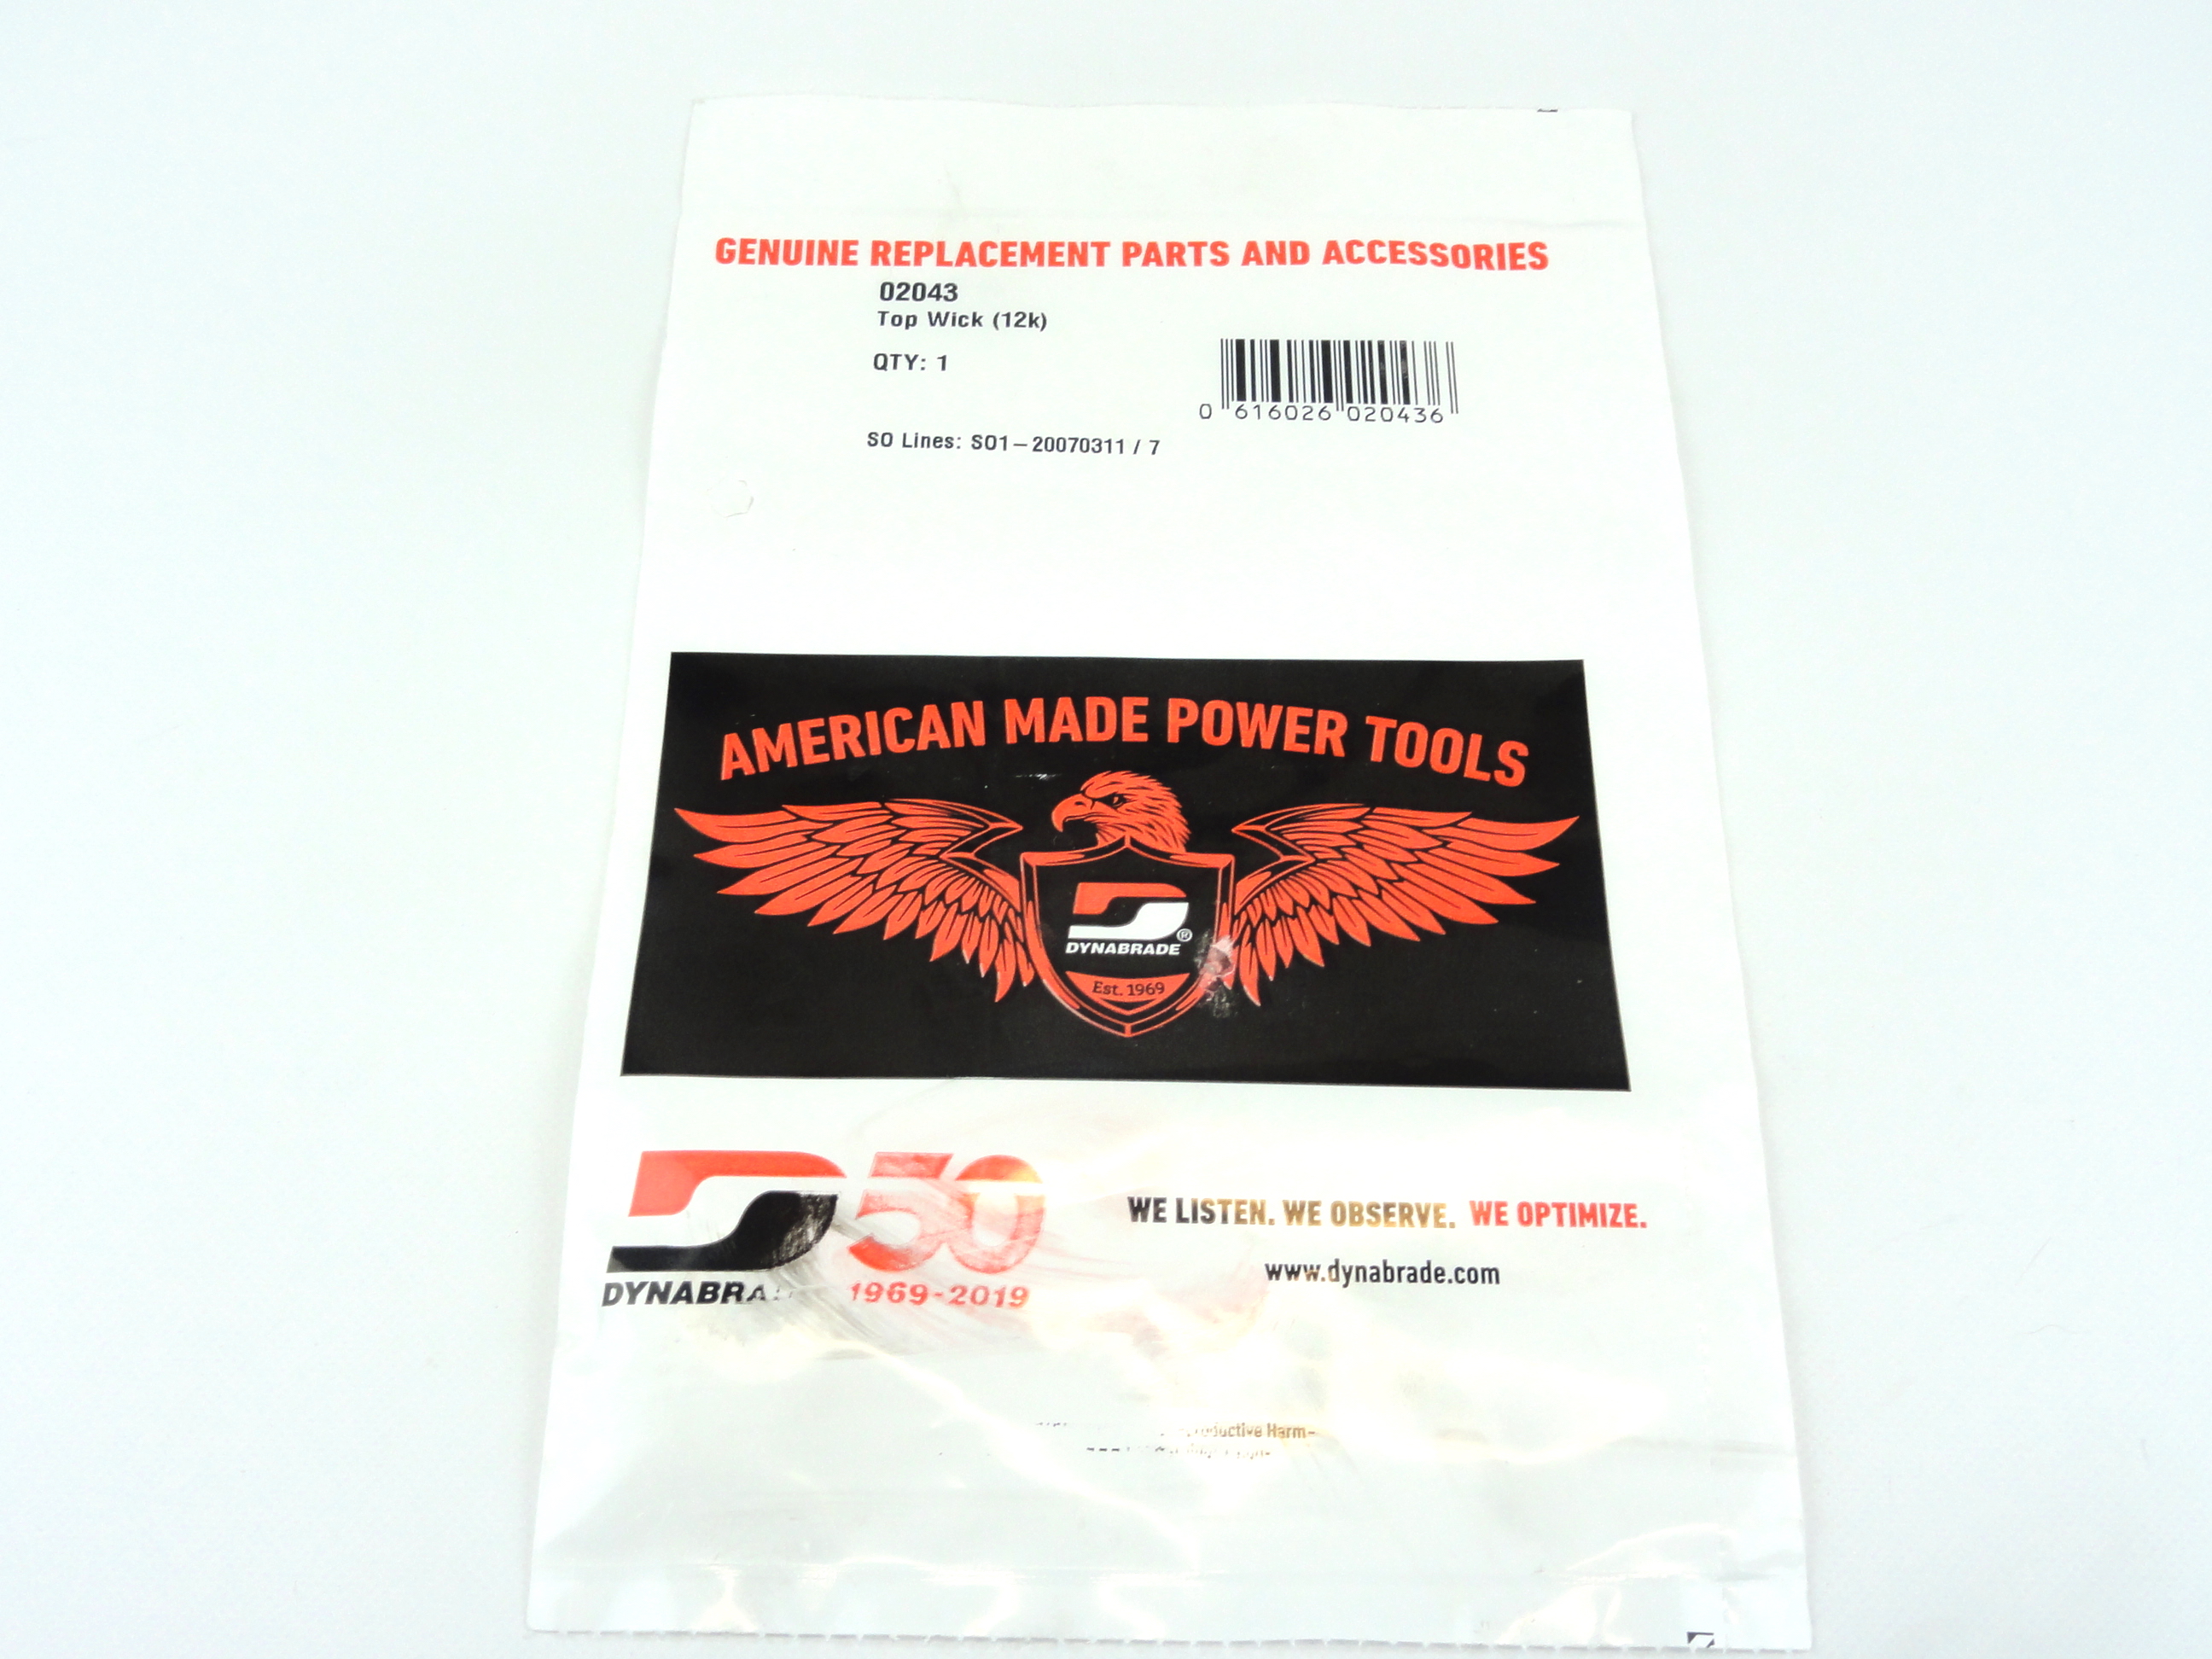 GENUINE REPLACEMENT PARTS AND ACCESSORIES
02043
Top Wick (12k)
QTY: 1
0 616026 020436
SO Lines: SO1–20070311 / 7
AMERICAN MADE POWER TOOLS
DYNABRADE®
Est. 1969
50
WE LISTEN. WE OBSERVE. WE OPTIMIZE.
www.dynabrade.com
1969-2019
Harm-